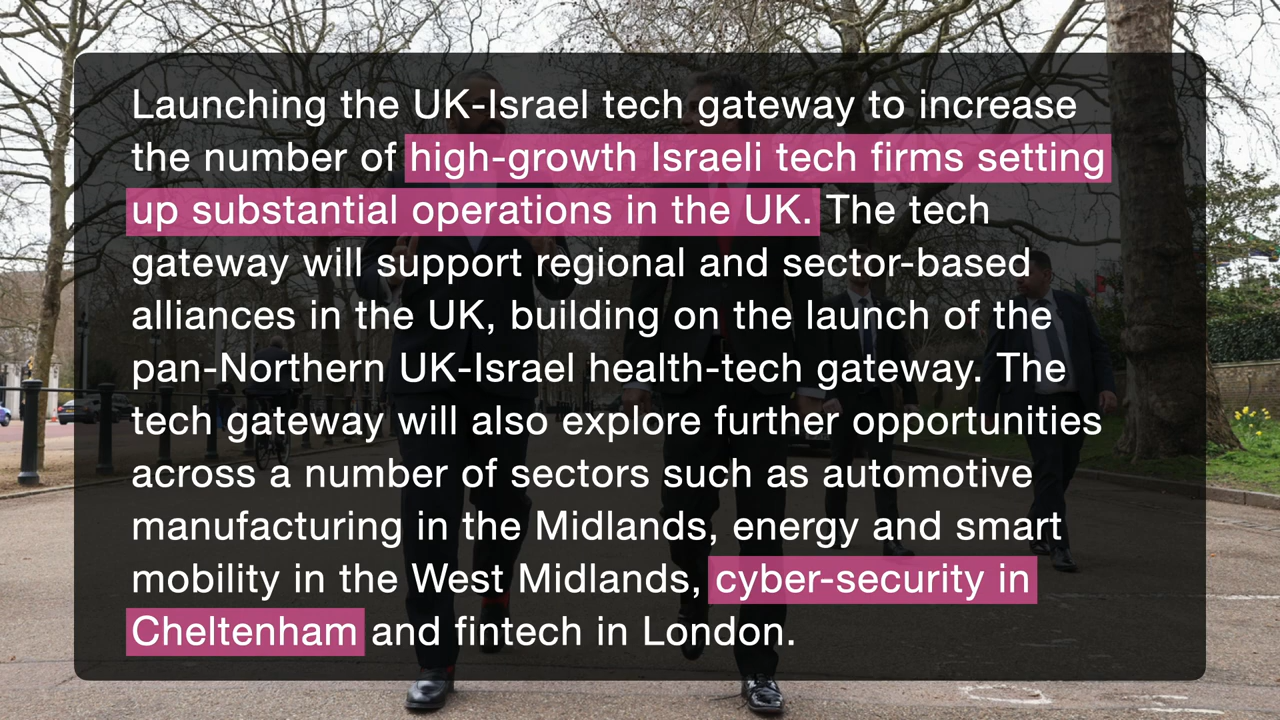 Launching the UK-Israel tech gateway to increase
the number of high-growth Israeli tech firms setting
up substantial operations in the UK. The tech
gateway will support regional and sector-based
alliances in the UK, building on the launch of the
pan-Northern UK-Israel health-tech gateway. The
tech gateway will also explore further opportunities
across a number of sectors such as automotive
manufacturing in the Midlands, energy and smart
mobility in the West Midlands, cyber-security in
Cheltenham and fintech in London.